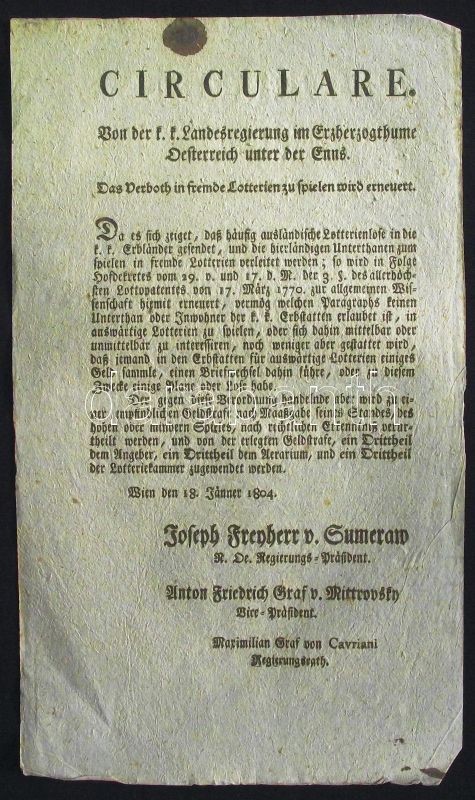 CIRCULARE.
Von der k. k. Landesregierung im Erzherzogthume
Oesterreich unter der Enns.
Das Verboth in fremde Lotterien zu spielen wird erneuert.
Da es sich zeiget, daß häufig ausländische Lotterienlose in die
k. k. Erbländer gesendet, und die hierländigen Unterthanen zum
spielen in fremde Lotterien verleitet werden; so wird in Folge
Hofdekretes vom 29. v. und 17. d. M. der 3. §. des allerhöch-
sten Lottopatentes von 17. März 1770. zur allgemeinen Wis-
senschaft hiemit erneuert, vermög welchen Paragraphs keinen
Unterthan oder Inwohner der k. k. Erbstatten erlaubet ist, in
auswärtige Lotterien zu spielen, oder sich dahin mittelbar oder
unmittelbar zu interessiren, noch weniger aber gestattet wird,
daß jemand in den Erbstatten für auswärtige Lotterien einiges
Geld sammle, einen Briefwechsel dahin führe, oder zu diesem
Zwecke einige Plane oder Lose habe.
Der gegen diese Verordnung handelnde aber wird zu ei-
ner empfindlichen Geldstrafe nach Maaßgabe seines Standes, des
hohen oder mindern Spieles, nach richtlichen Erkenntniß verur-
theilt werden, und von der erlegten Geldstrafe, ein Drittheil
dem Angeber, ein Drittheil dem Aerarium, und ein Drittheil
der Lotteriekammer zugewendet werden.
Wien den 18. Jänner 1804.
Joseph Freyherr v. Sumeraw
N. Oe. Regierungs-Präsident.
Anton Friedrich Graf v. Mittrovsky
Vice-Präsident.
Maximilian Graf von Cavriani
Regierungsrath.